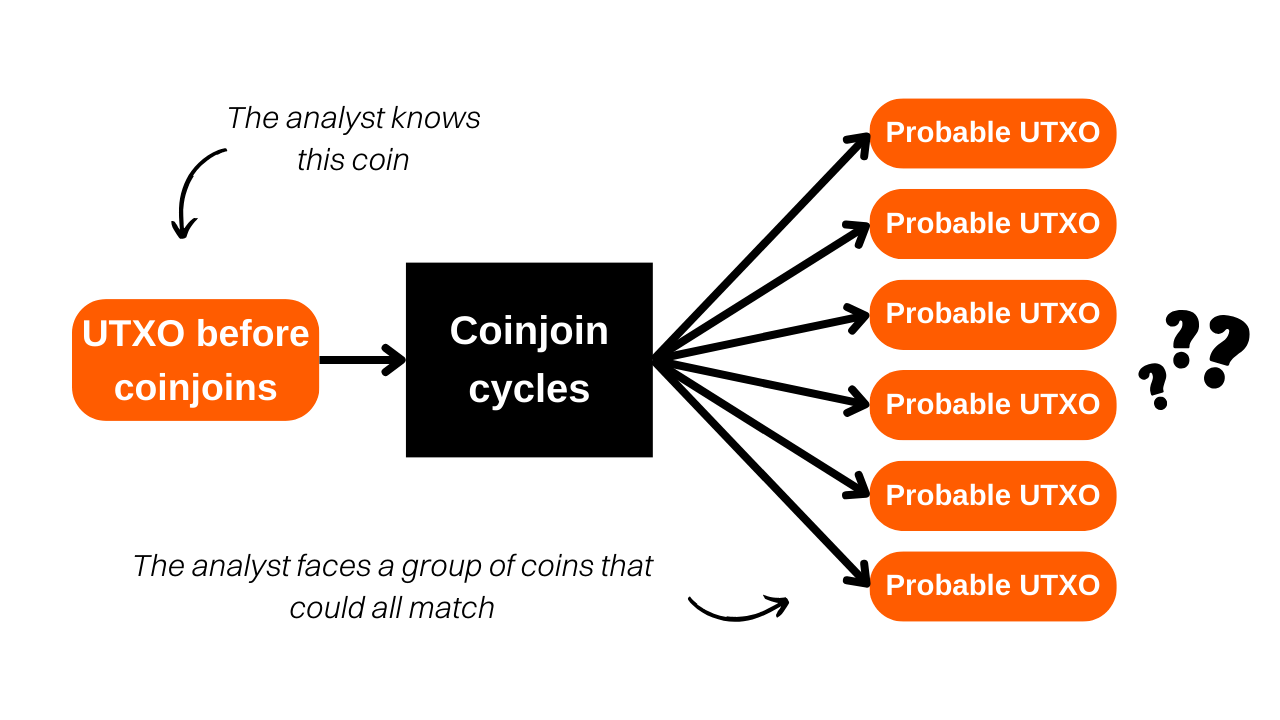 The analyst knows
this coin
UTXO before
coinjoins
Coinjoin
cycles
Probable UTXO
Probable UTXO
Probable UTXO
Probable UTXO
Probable UTXO
Probable UTXO
???
The analyst faces a group of coins that
could all match